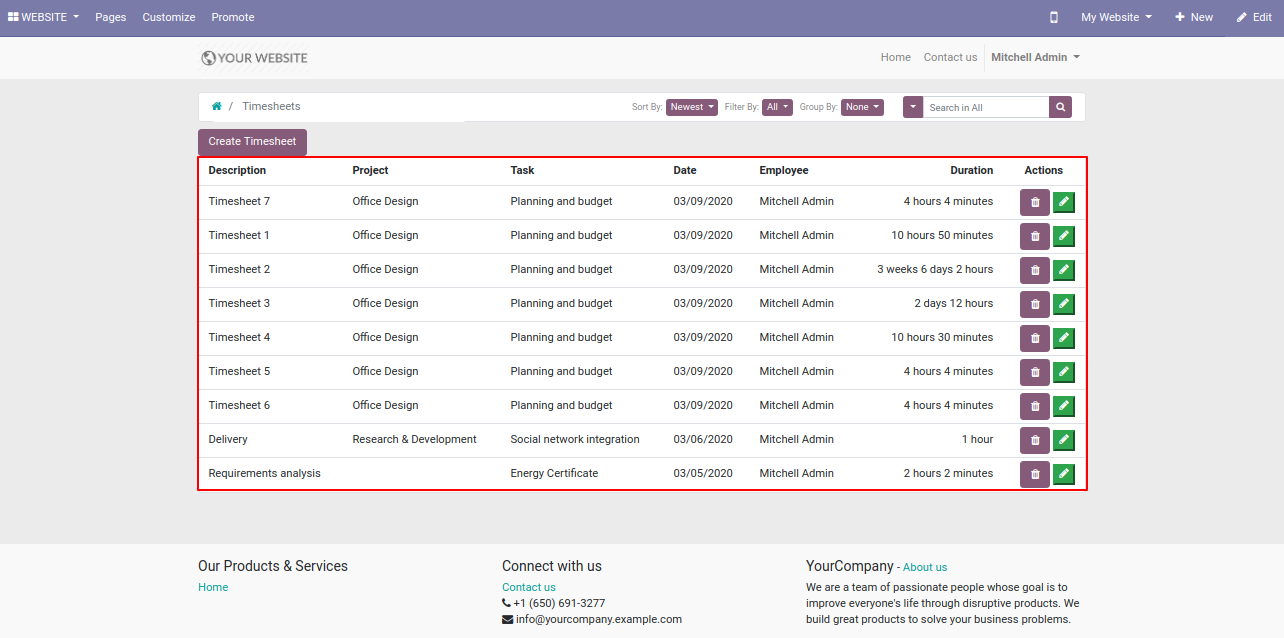 WEBSITE Pages Customize Promote My Website New Edit
YOUR WEBSITE Home Contact us Mitchell Admin
/ Timesheets Sort By: Newest Filter By: All Group By: None Search in All
Create Timesheet
Description Project Task Date Employee Duration Actions
Timesheet 7 Office Design Planning and budget 03/09/2020 Mitchell Admin 4 hours 4 minutes
Timesheet 1 Office Design Planning and budget 03/09/2020 Mitchell Admin 10 hours 50 minutes
Timesheet 2 Office Design Planning and budget 03/09/2020 Mitchell Admin 3 weeks 6 days 2 hours
Timesheet 3 Office Design Planning and budget 03/09/2020 Mitchell Admin 2 days 12 hours
Timesheet 4 Office Design Planning and budget 03/09/2020 Mitchell Admin 10 hours 30 minutes
Timesheet 5 Office Design Planning and budget 03/09/2020 Mitchell Admin 4 hours 4 minutes
Timesheet 6 Office Design Planning and budget 03/09/2020 Mitchell Admin 4 hours 4 minutes
Delivery Research & Development Social network integration 03/06/2020 Mitchell Admin 1 hour
Requirements analysis Energy Certificate 03/05/2020 Mitchell Admin 2 hours 2 minutes
Our Products & Services
Home
Connect with us
Contact us
+1 (650) 691-3277
info@yourcompany.example.com
YourCompany - About us
We are a team of passionate people whose goal is to
improve everyone's life through disruptive products. We
build great products to solve your business problems.